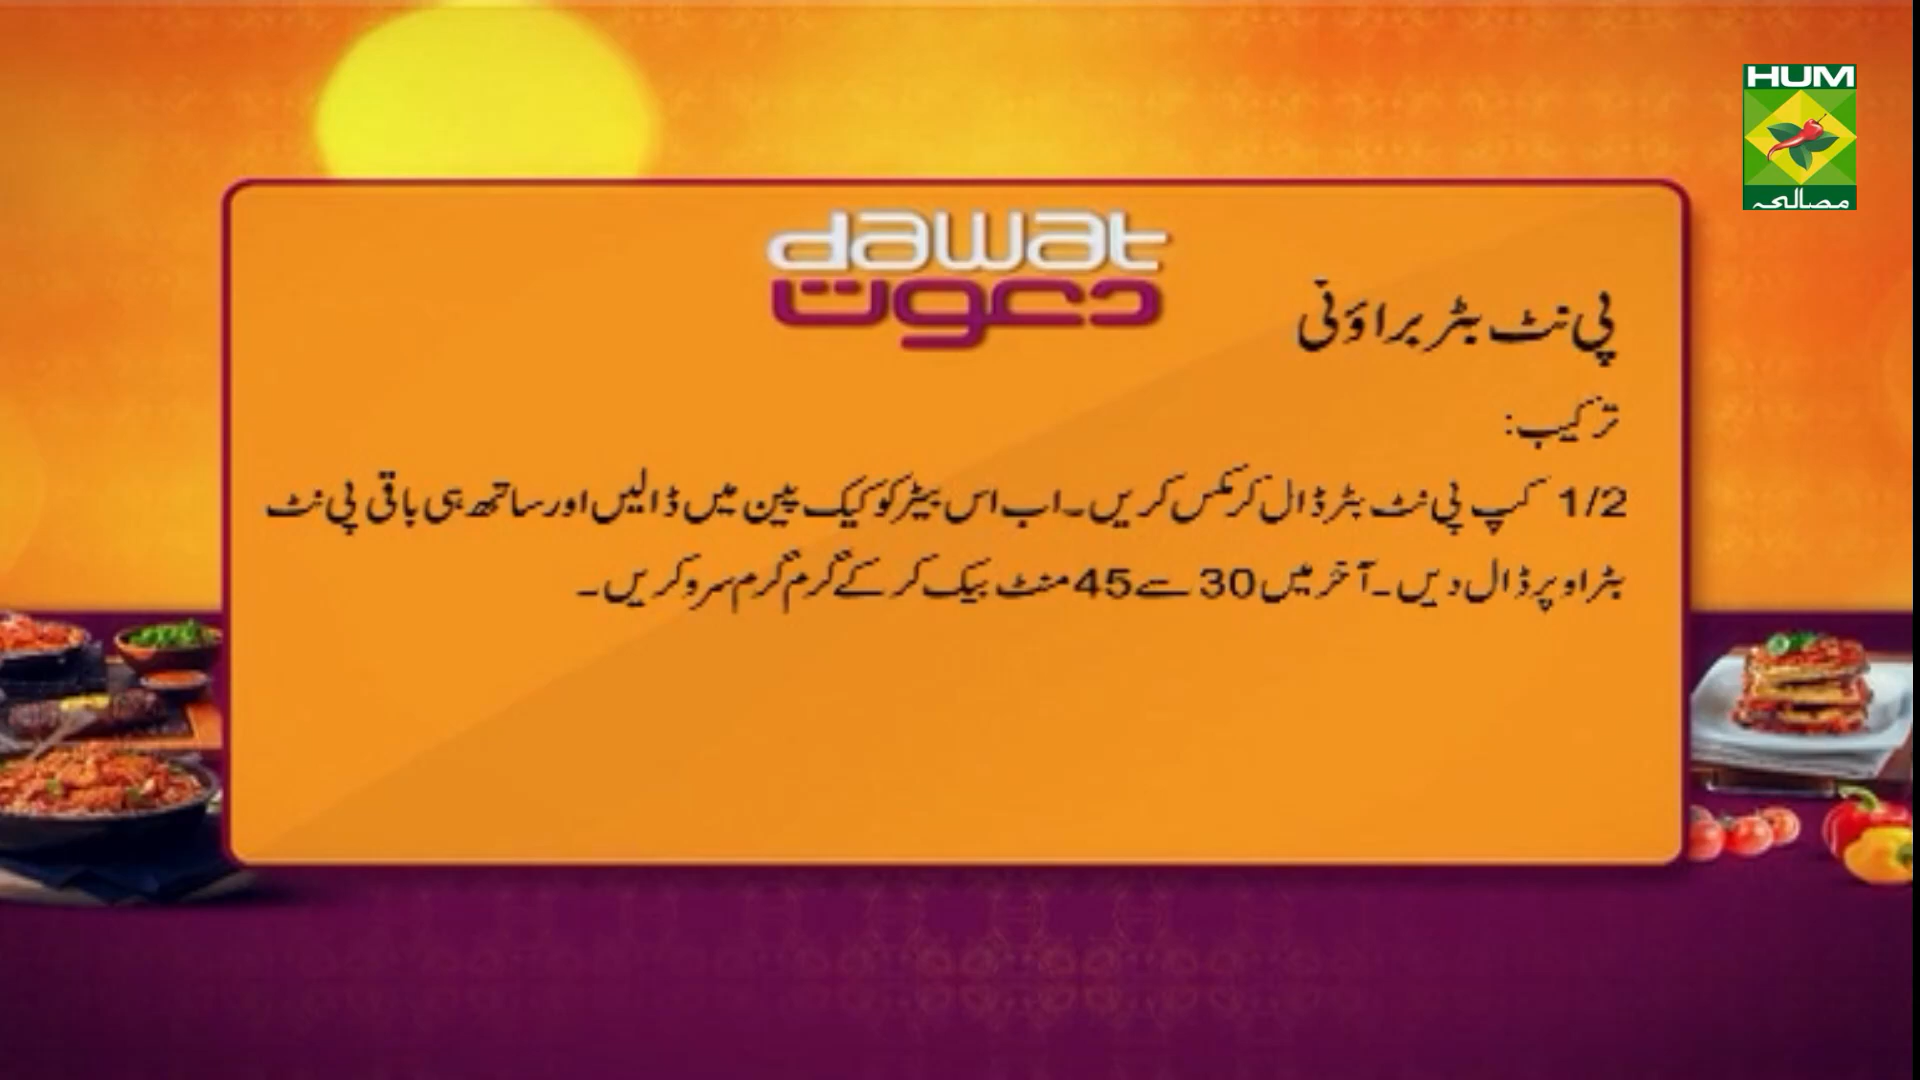 HUM
مصالحہ
dawat
دعوت
پی نٹ بٹر براؤنی
ترکیب:
1/2 کپ پی نٹ بٹر ڈال کر مکس کریں۔ اب اس بیٹر کو کیک پین میں ڈالیں اور ساتھ ہی باقی پی نٹ
بٹر اوپر ڈال دیں۔ آخر میں 30 سے 45 منٹ بیک کر کے گرم گرم سرو کریں۔